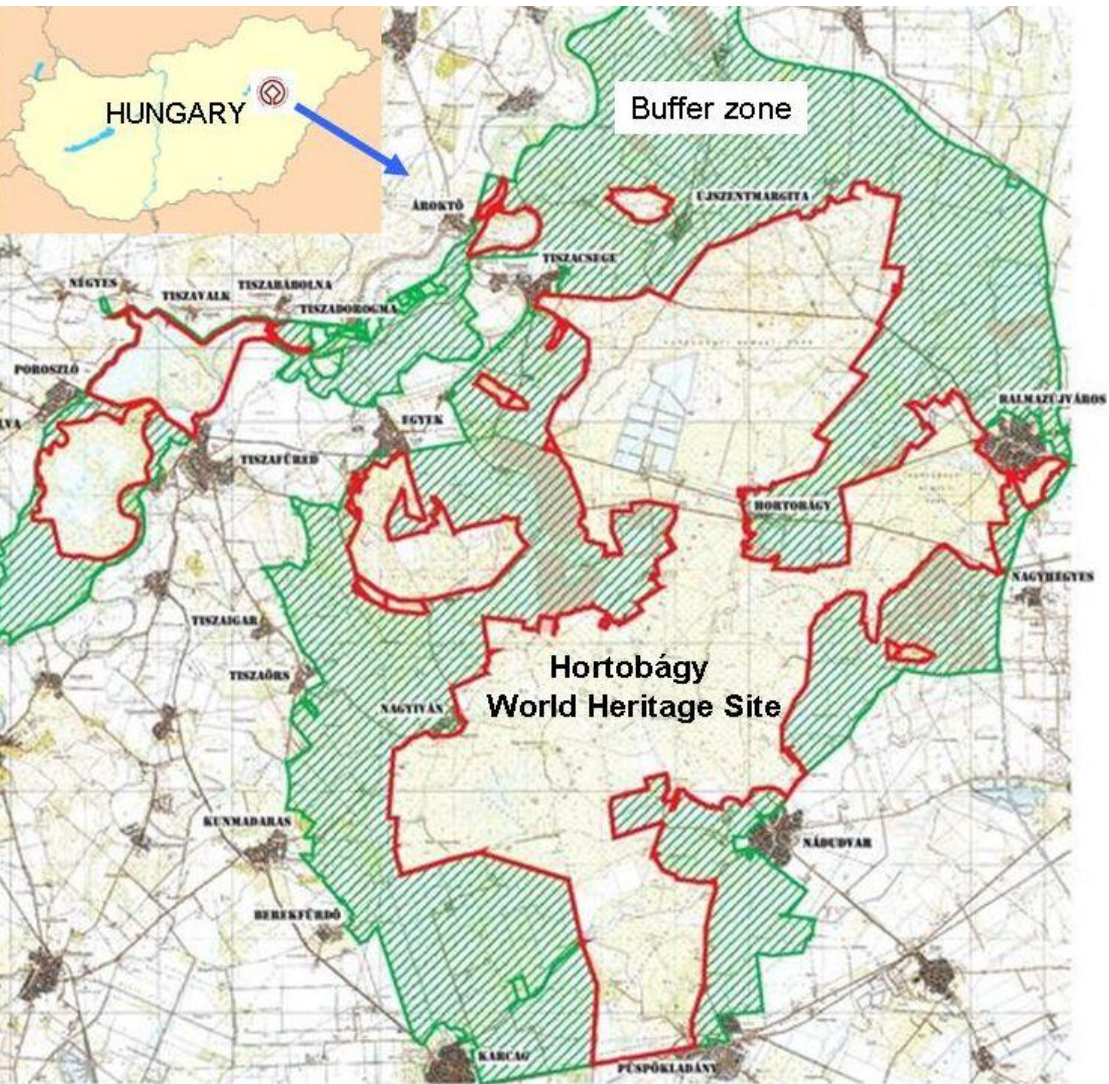 HUNGARY
Buffer zone
ÁROKTŐ
ÚJSZENTMARGITA
TISZACSEGE
NÉGYES
TISZABÁBOLNA
TISZAVALK
TISZADOROGMA
POROSZLÓ
BALMAZÚJVÁROS
LVA
EGYEK
TISZAFÜRED
HORTOBÁGY
NAGYHEGYES
TISZAIGAR
Hortobágy
World Heritage Site
TISZAÖRS
NAGYIVÁN
KUNMADARAS
NÁDUDVAR
BEREKFÜRDŐ
KARCAG
PÜSPÖKLADÁNY